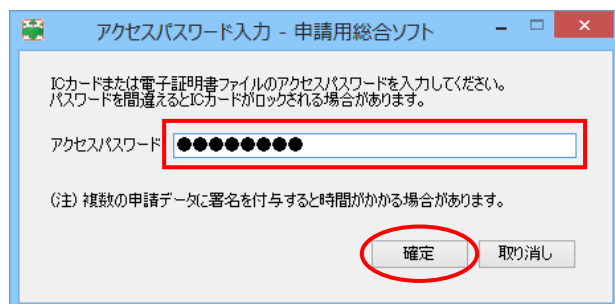 アクセスパスワード入力 - 申請用総合ソフト
ICカードまたは電子証明書ファイルのアクセスパスワードを入力してください。
パスワードを間違えるとICカードがロックされる場合があります。
アクセスパスワード ●●●●●●●●
(注) 複数の申請データに署名を付与すると時間がかかる場合があります。
確定 取り消し